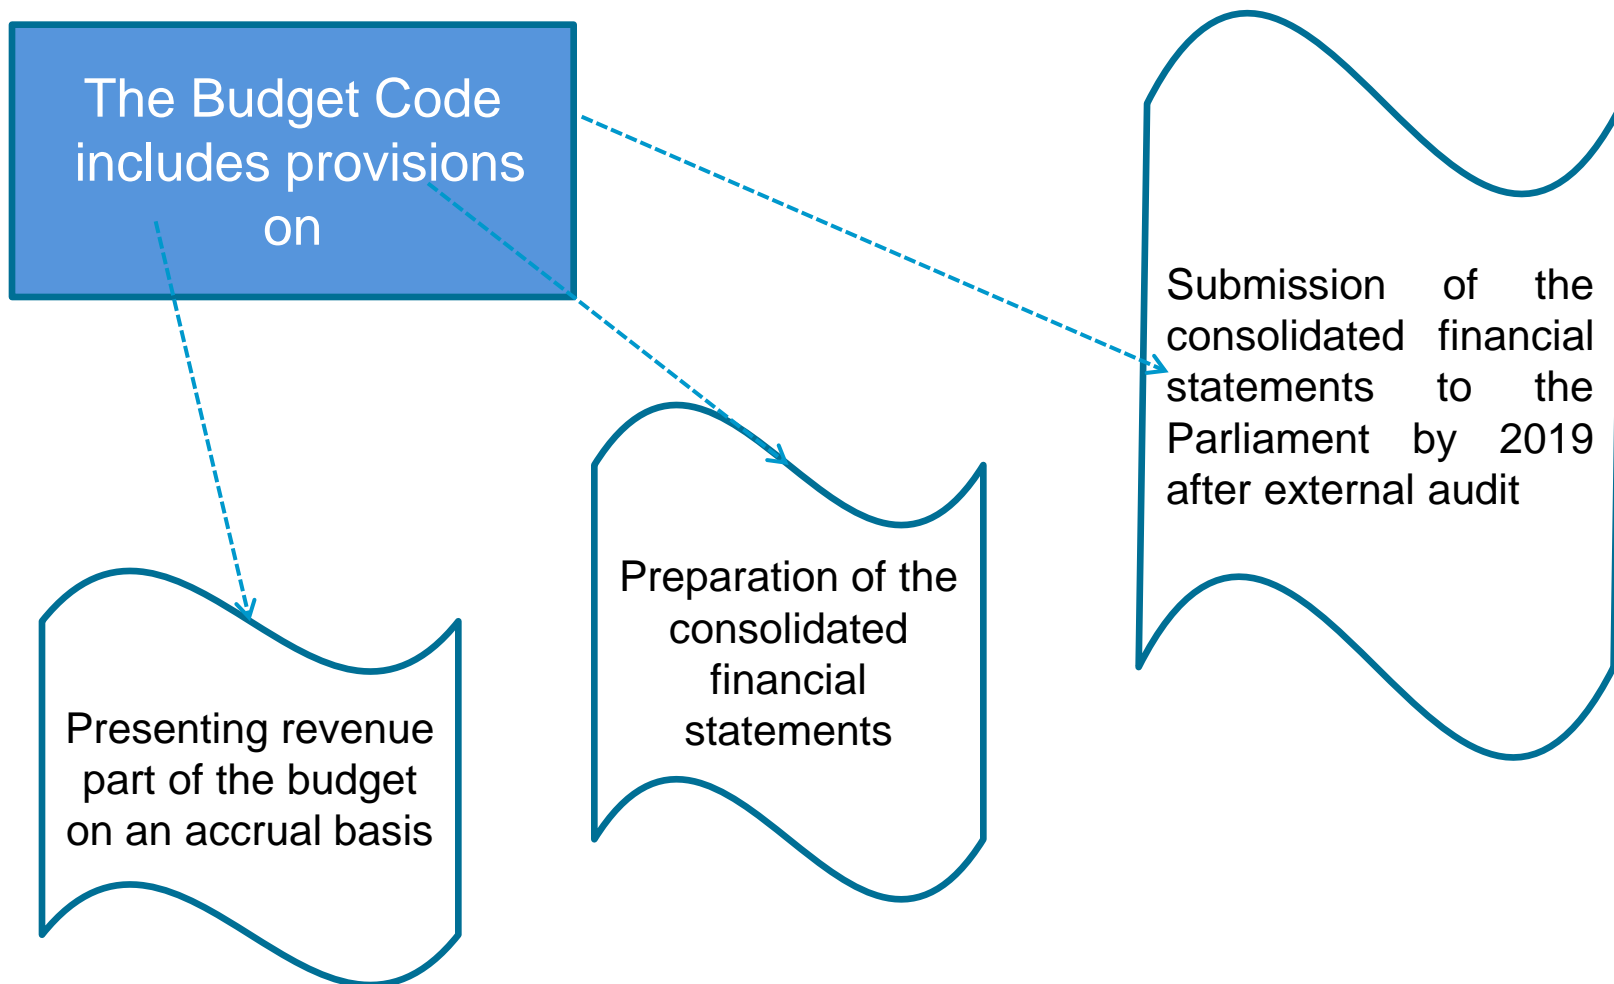 The Budget Code
includes provisions
on
Submission of the
consolidated financial
statements to the
Parliament by 2019
after external audit
Preparation of the
consolidated
financial
statements
Presenting revenue
part of the budget
on an accrual basis